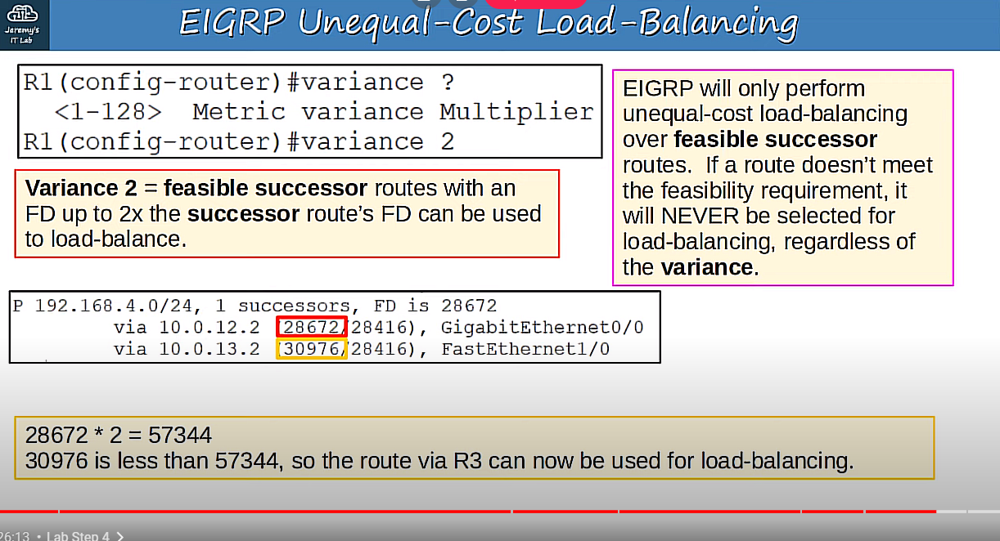 Jeremy's
IT Lab
EIGRP Unequal-Cost Load-Balancing
R1(config-router)#variance ?
<1-128> Metric variance Multiplier
R1(config-router)#variance 2
EIGRP will only perform
unequal-cost load-balancing
over feasible successor
routes. If a route doesn't meet
the feasibility requirement, it
will NEVER be selected for
load-balancing, regardless of
the variance.
Variance 2 = feasible successor routes with an
FD up to 2x the successor route's FD can be used
to load-balance.
P 192.168.4.0/24, 1 successors, FD is 28672
via 10.0.12.2 (28672/28416), GigabitEthernet0/0
via 10.0.13.2 (30976/28416), FastEthernet1/0
28672 * 2 = 57344
30976 is less than 57344, so the route via R3 can now be used for load-balancing.
26:13 • Lab Step 4 >